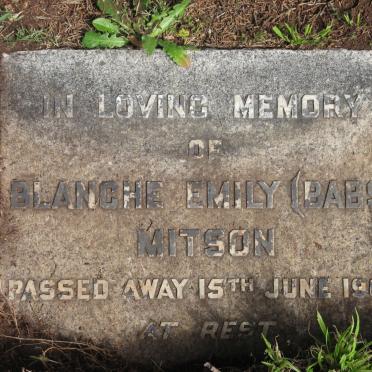 IN LOVING MEMORY
OF
BLANCHE EMILY (BABS
MITSON
PASSED AWAY 15TH JUNE 19
AT REST